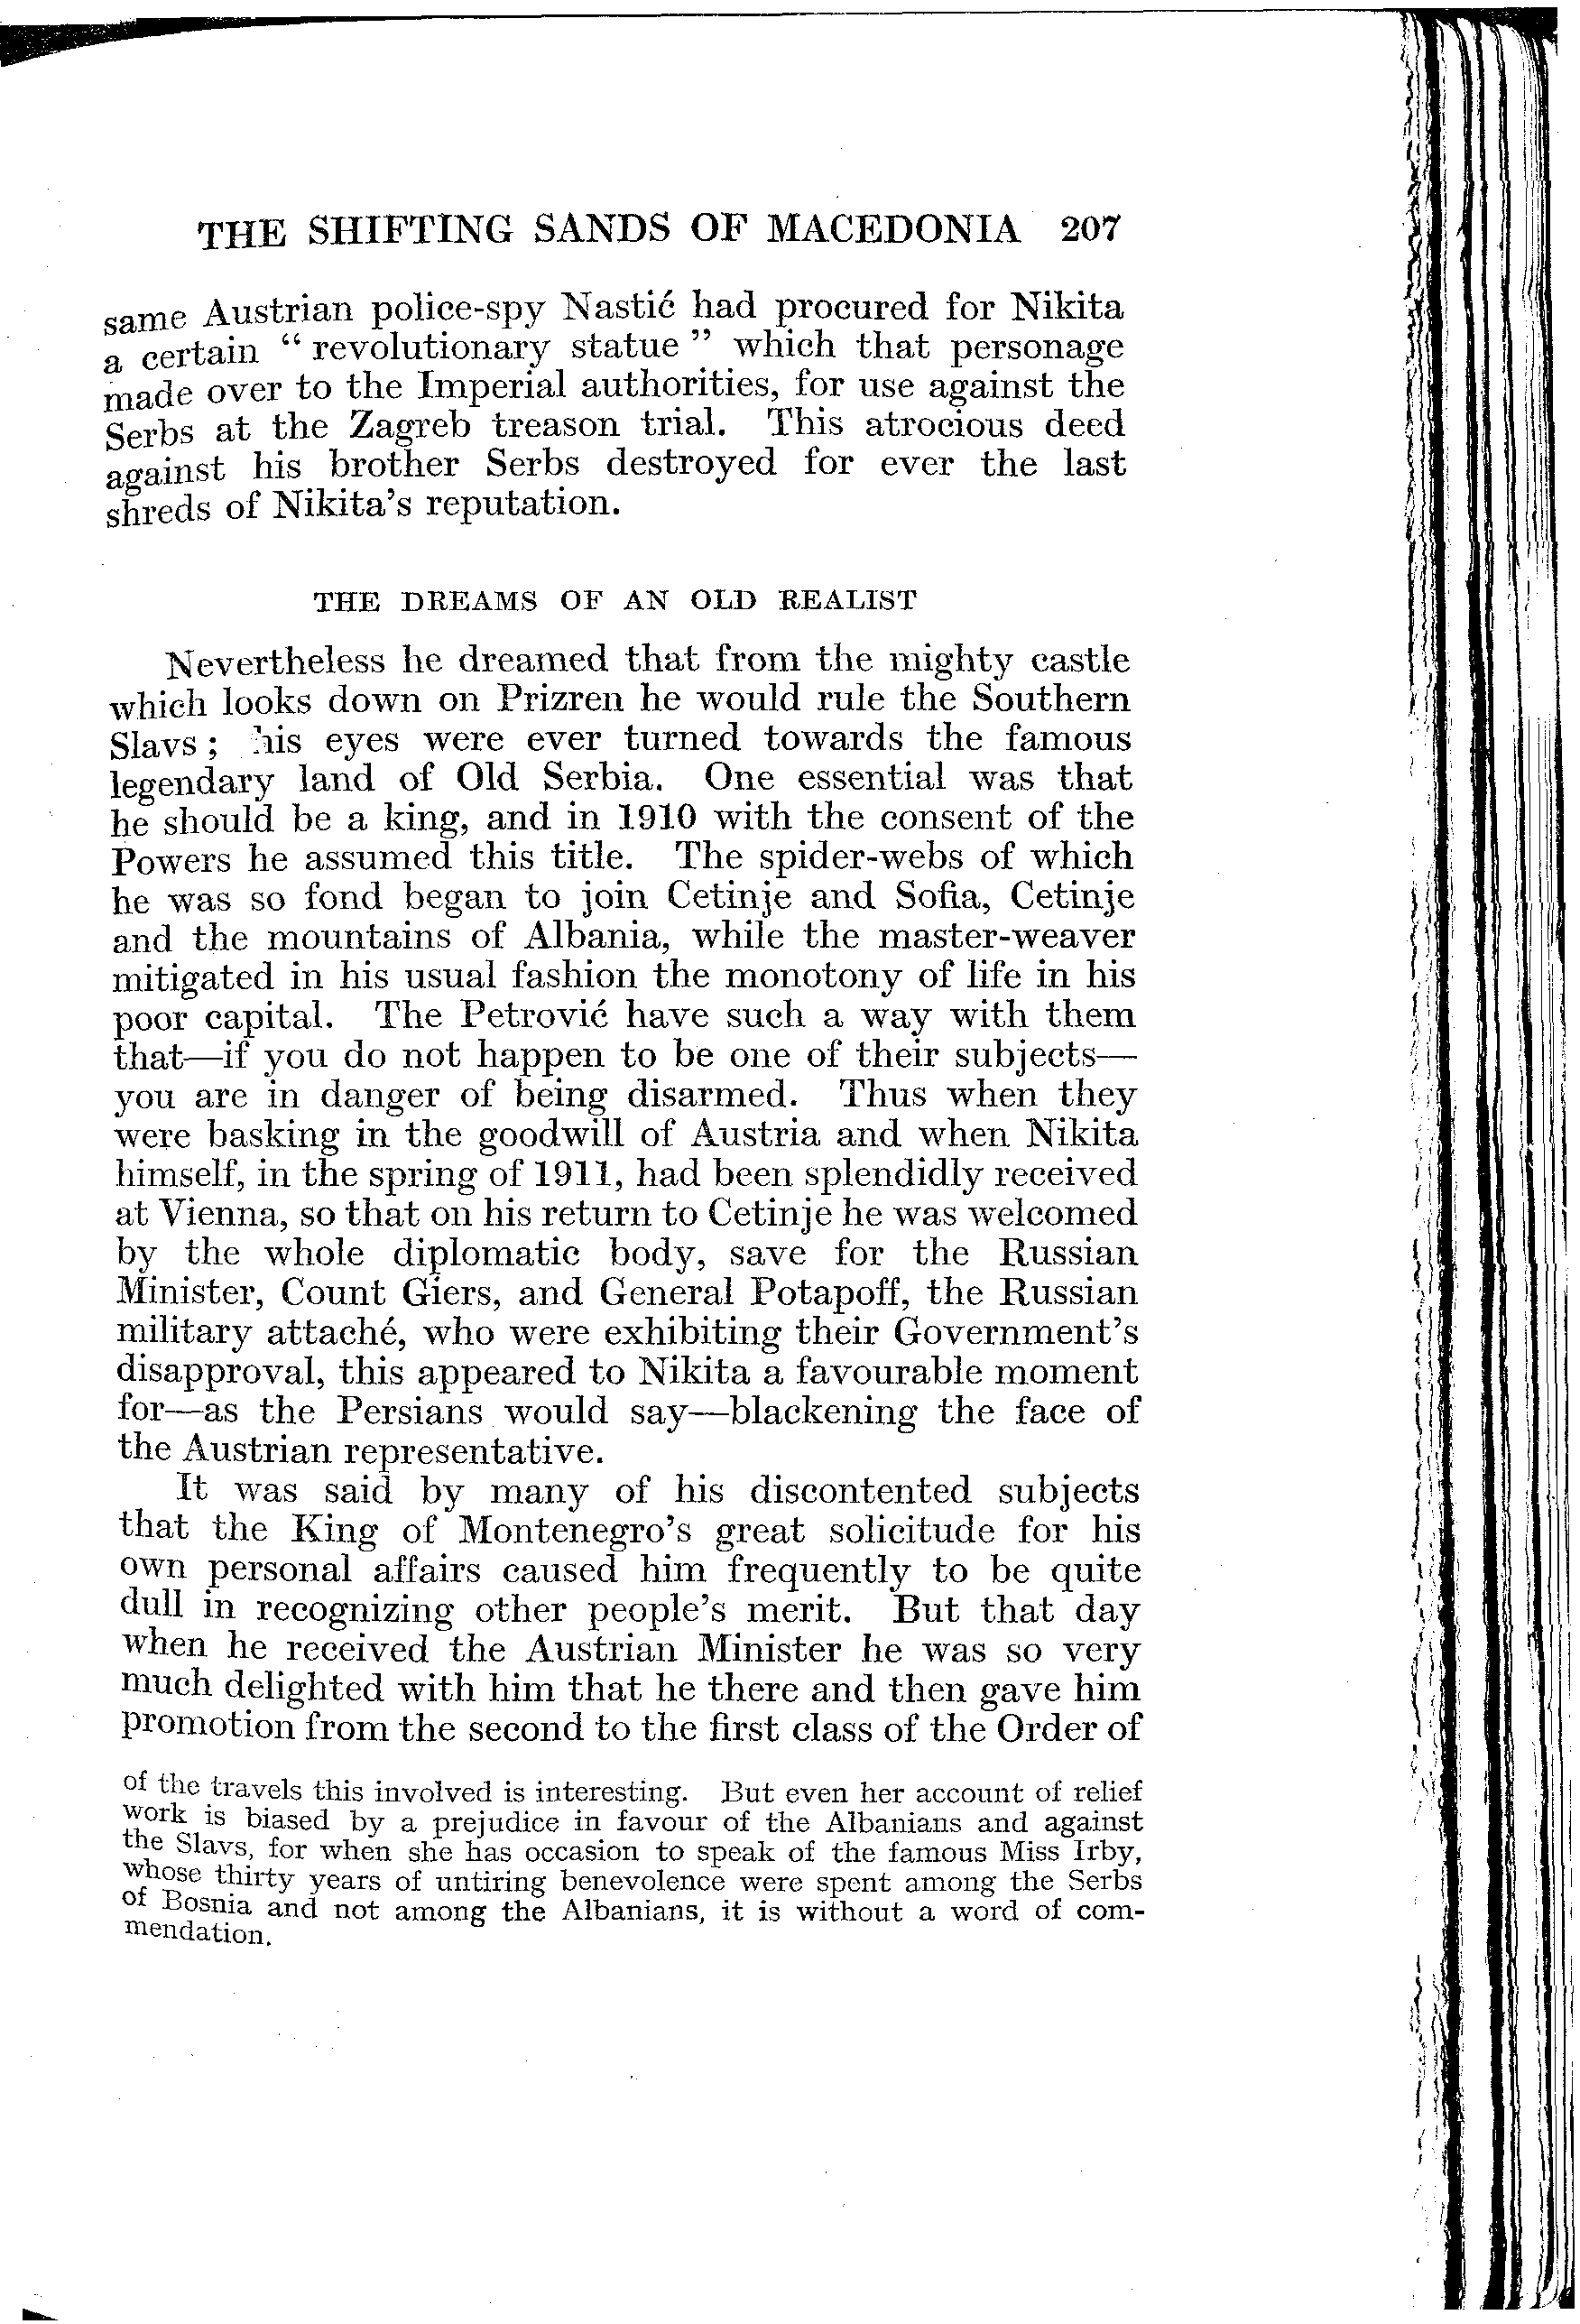 THE SHIFTING SANDS OF MACEDONIA 207
same Austrian police-spy Nastić had procured for Nikita
a certain “ revolutionary statue ” which that personage
made over to the Imperial authorities, for use against the
Serbs at the Zagreb treason trial. This atrocious deed
against his brother Serbs destroyed for ever the last
shreds of Nikita’s reputation.
THE DREAMS OF AN OLD REALIST
Nevertheless he dreamed that from the mighty castle
which looks down on Prizren he would rule the Southern
Slavs ; his eyes were ever turned towards the famous
legendary land of Old Serbia. One essential was that
he should be a king, and in 1910 with the consent of the
Powers he assumed this title. The spider-webs of which
he was so fond began to join Cetinje and Sofia, Cetinje
and the mountains of Albania, while the master-weaver
mitigated in his usual fashion the monotony of life in his
poor capital. The Petrović have such a way with them
that—if you do not happen to be one of their subjects—
you are in danger of being disarmed. Thus when they
were basking in the goodwill of Austria and when Nikita
himself, in the spring of 1911, had been splendidly received
at Vienna, so that on his return to Cetinje he was welcomed
by the whole diplomatic body, save for the Russian
Minister, Count Giers, and General Potapoff, the Russian
military attaché, who were exhibiting their Government’s
disapproval, this appeared to Nikita a favourable moment
for—as the Persians would say—blackening the face of
the Austrian representative.
It was said by many of his discontented subjects
that the King of Montenegro’s great solicitude for his
own personal affairs caused him frequently to be quite
dull in recognizing other people’s merit. But that day
when he received the Austrian Minister he was so very
much delighted with him that he there and then gave him
promotion from the second to the first class of the Order of
of the travels this involved is interesting. But even her account of relief
work is biased by a prejudice in favour of the Albanians and against
the Slavs, for when she has occasion to speak of the famous Miss Irby,
whose thirty years of untiring benevolence were spent among the Serbs
of Bosnia and not among the Albanians, it is without a word of com-
mendation.